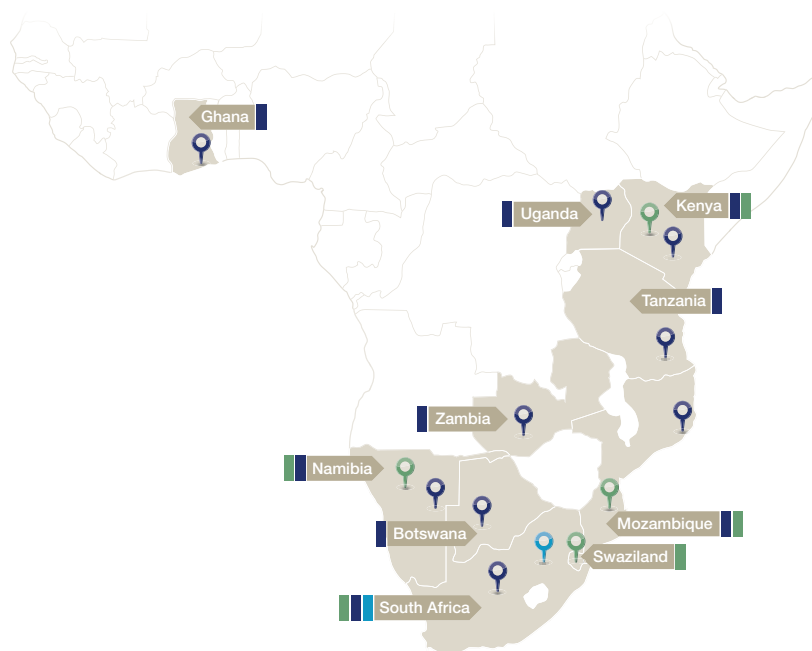 Ghana
Kenya
Uganda
Tanzania
Zambia
Namibia
Mozambique
Botswana
Swaziland
South Africa